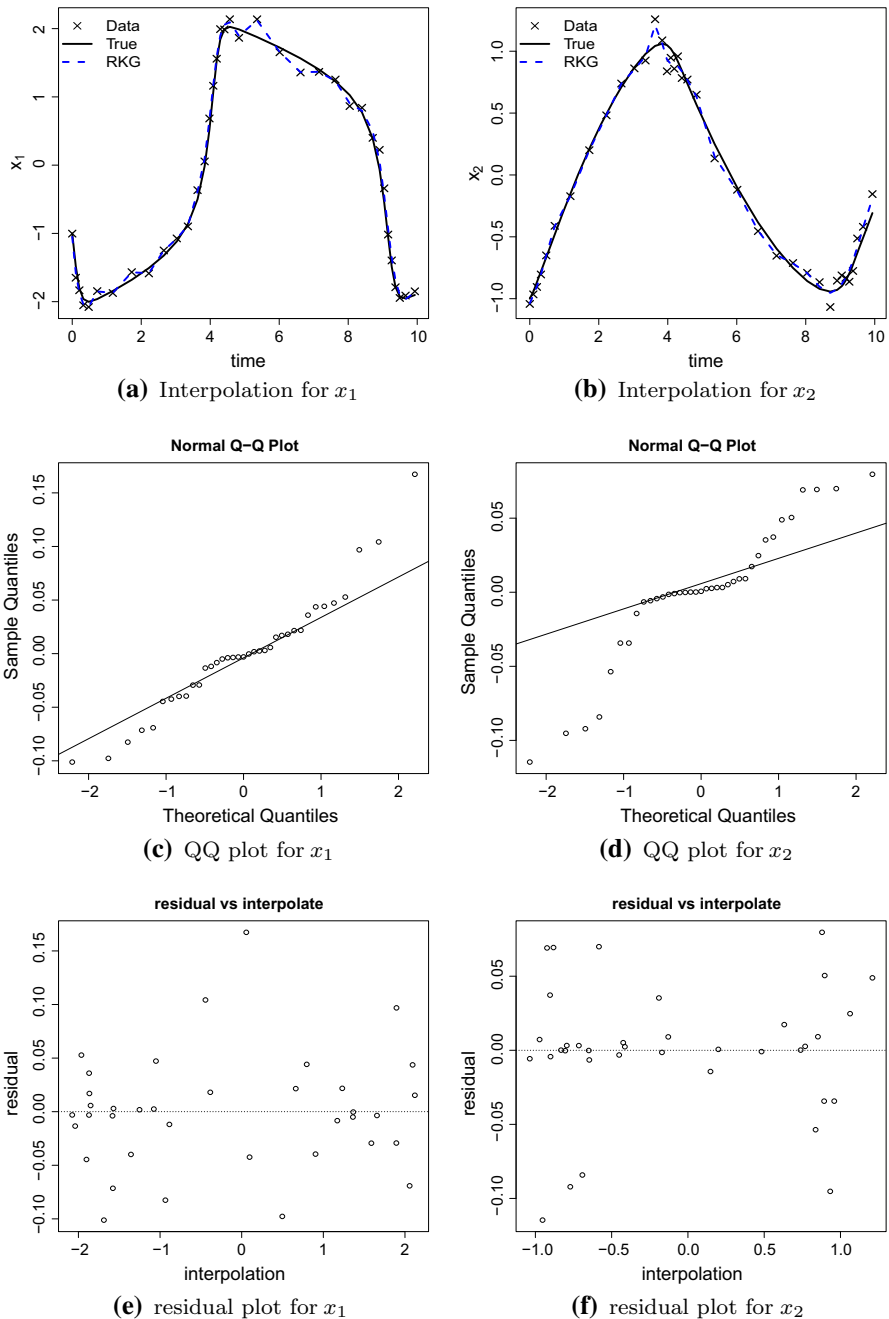 × Data
True
RKG
x1
2
1
0
−1
−2
0 2 4 6 8 10
time
(a) Interpolation for x1
× Data
True
RKG
x2
1.0
0.5
0.0
−0.5
−1.0
0 2 4 6 8 10
time
(b) Interpolation for x2
Normal Q−Q Plot
Sample Quantiles
0.15
0.10
0.05
0.00
−0.05
−0.10
−2 −1 0 1 2
Theoretical Quantiles
(c) QQ plot for x1
Normal Q−Q Plot
Sample Quantiles
0.05
0.00
−0.05
−0.10
−2 −1 0 1 2
Theoretical Quantiles
(d) QQ plot for x2
residual vs interpolate
residual
0.15
0.10
0.05
0.00
−0.05
−0.10
−2 −1 0 1 2
interpolation
(e) residual plot for x1
residual vs interpolate
residual
0.05
0.00
−0.05
−0.10
−1.0 −0.5 0.0 0.5 1.0
interpolation
(f) residual plot for x2